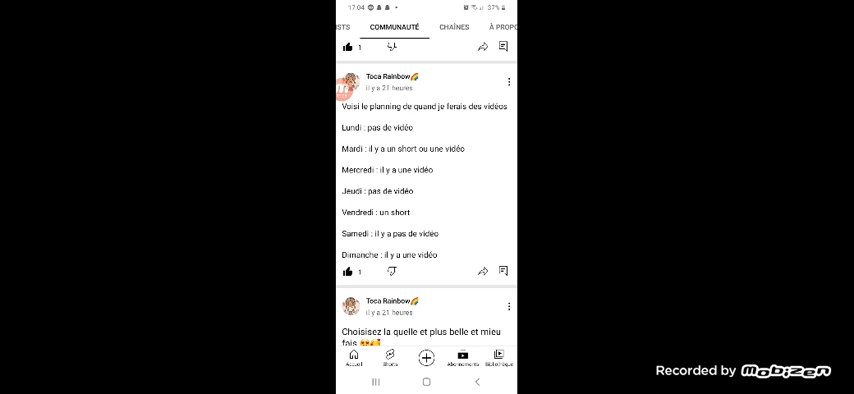 17:04 37%
ISTS COMMUNAUTÉ CHAÎNES À PROPO
1
Toca Rainbow🌈
il y a 21 heures
Voisi le planning de quand je ferais des vidéos
Lundi : pas de vidéo
Mardi : il y a un short ou une vidéo
Mercredi : il y a une vidéo
Jeudi : pas de vidéo
Vendredi : un short
Samedi : il y a pas de vidéo
Dimanche : il y a une vidéo
1
Toca Rainbow🌈
il y a 21 heures
Choisisez la quelle et plus belle et mieu
fais
Accueil Shorts Abonnements Bibliothèque
Recorded by mobizen